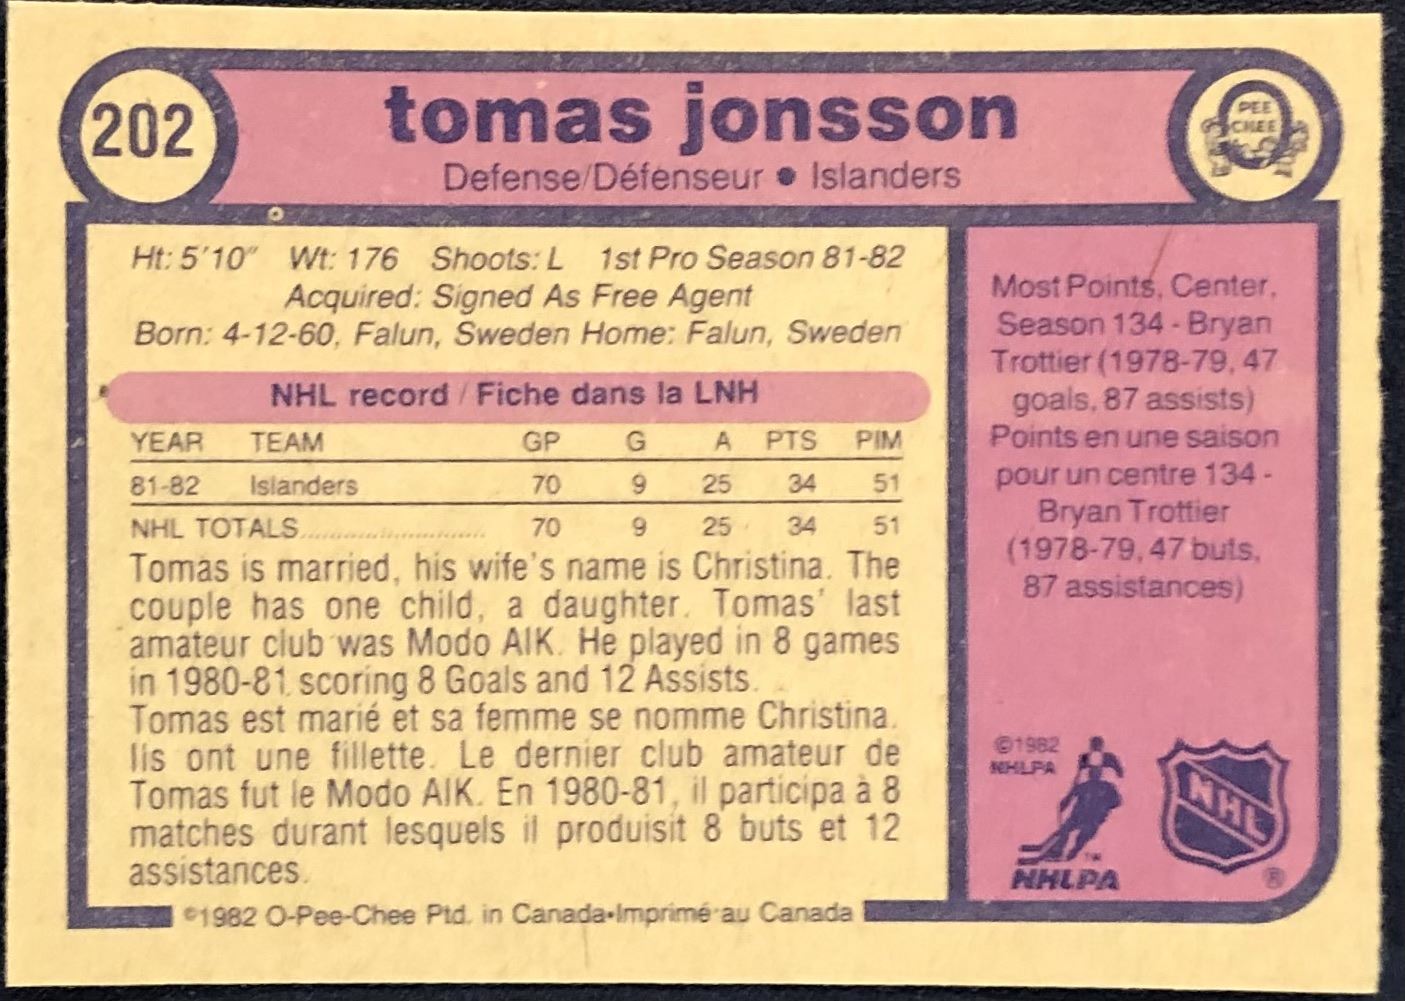 202
tomas jonsson
Defense/Défenseur • Islanders
O
PEE
CHEE
Ht: 5'10" Wt: 176 Shoots: L 1st Pro Season 81-82
Acquired: Signed As Free Agent
Born: 4-12-60, Falun, Sweden Home: Falun, Sweden
NHL record / Fiche dans la LNH
YEAR TEAM GP G A PTS PIM
81-82 Islanders 70 9 25 34 51
NHL TOTALS........................ 70 9 25 34 51
Tomas is married, his wife's name is Christina. The
couple has one child, a daughter. Tomas' last
amateur club was Modo AIK. He played in 8 games
in 1980-81 scoring 8 Goals and 12 Assists.
Tomas est marié et sa femme se nomme Christina.
Ils ont une fillette. Le dernier club amateur de
Tomas fut le Modo AIK. En 1980-81, il participa à 8
matches durant lesquels il produisit 8 buts et 12
assistances.
©1982 O-Pee-Chee Ptd. in Canada•Imprimé au Canada
Most Points, Center,
Season 134 - Bryan
Trottier (1978-79, 47
goals, 87 assists)
Points en une saison
pour un centre 134 -
Bryan Trottier
(1978-79, 47 buts,
87 assistances)
©1982
NHLPA
™
NHLPA
NHL
®